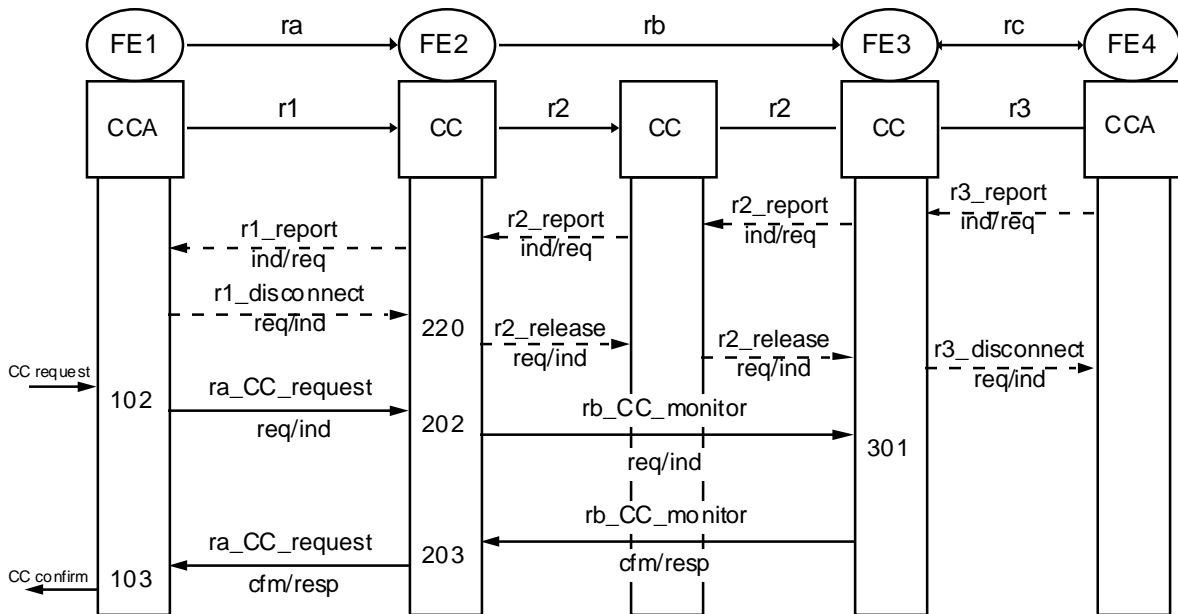 FE1 ra FE2 rb FE3 rc FE4
CCA r1 CC r2 CC r2 CC r3 CCA
r3_report
ind/req
r2_report
ind/req
r2_report
ind/req
r1_report
ind/req
r1_disconnect
req/ind
220
r2_release
req/ind
r2_release
req/ind
r3_disconnect
req/ind
CC request
102
ra_CC_request
req/ind
202
rb_CC_monitor
req/ind
301
rb_CC_monitor
cfm/resp
203
ra_CC_request
cfm/resp
103
CC confirm